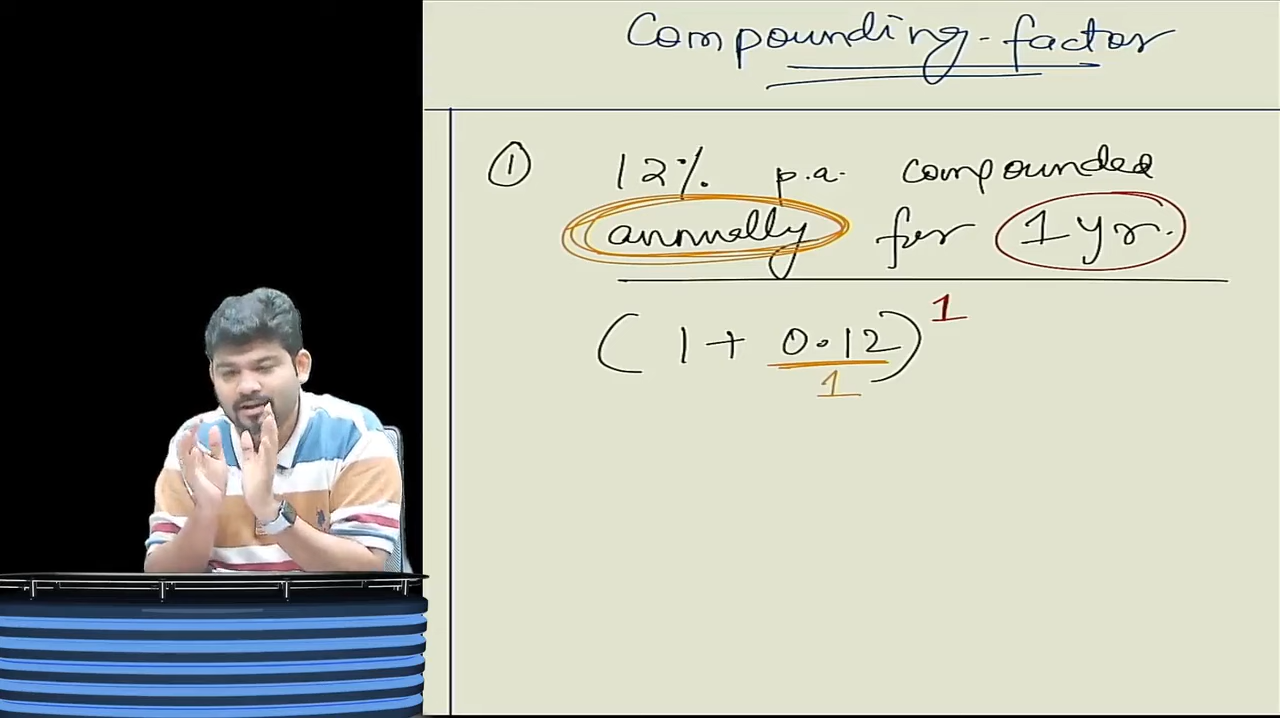 Compounding-factor
① 12% p.a. compounded
annually for 1 yr.
(1 + 0.12/1)^1